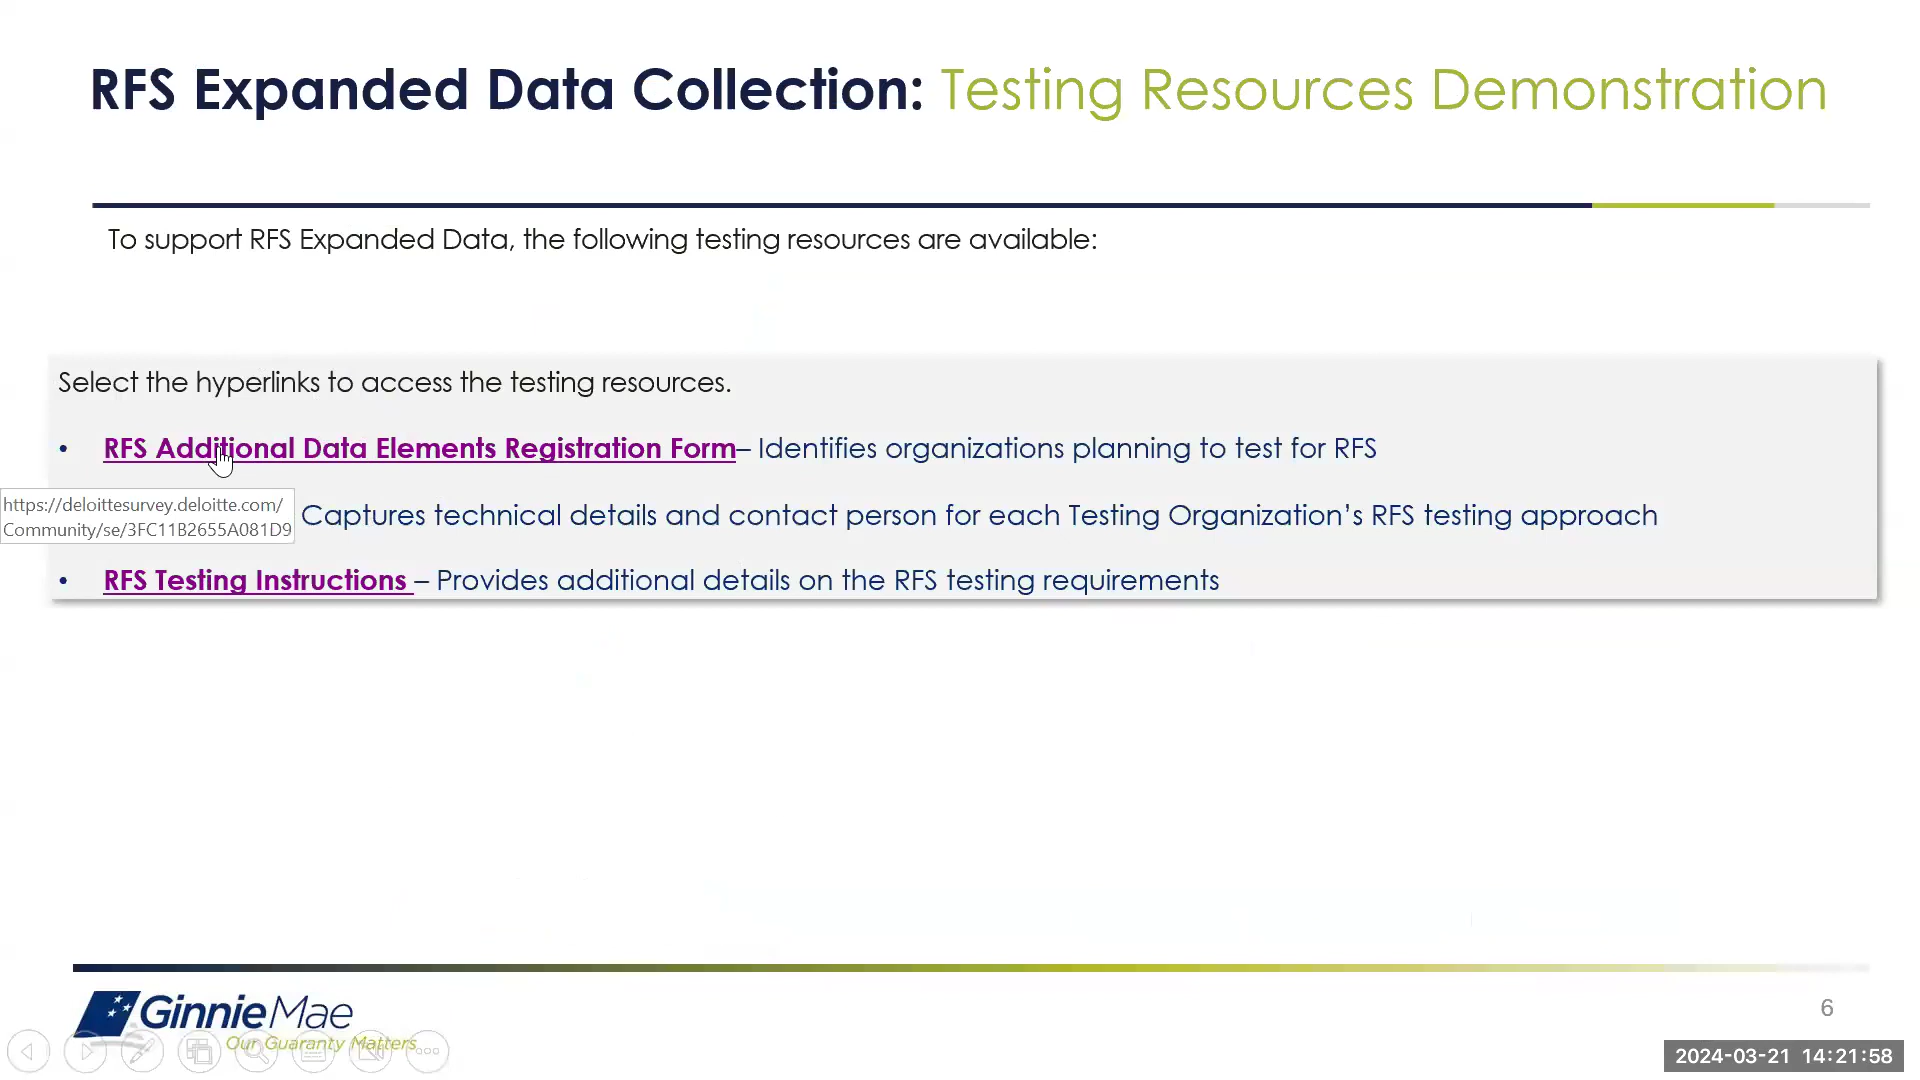 RFS Expanded Data Collection: Testing Resources Demonstration
To support RFS Expanded Data, the following testing resources are available:
Select the hyperlinks to access the testing resources.
• RFS Additional Data Elements Registration Form– Identifies organizations planning to test for RFS
https://deloittesurvey.deloitte.com/
Community/se/3FC11B2655A081D9
Captures technical details and contact person for each Testing Organization’s RFS testing approach
• RFS Testing Instructions – Provides additional details on the RFS testing requirements
GinnieMae
Our Guaranty Matters
6
2024-03-21 14:21:58